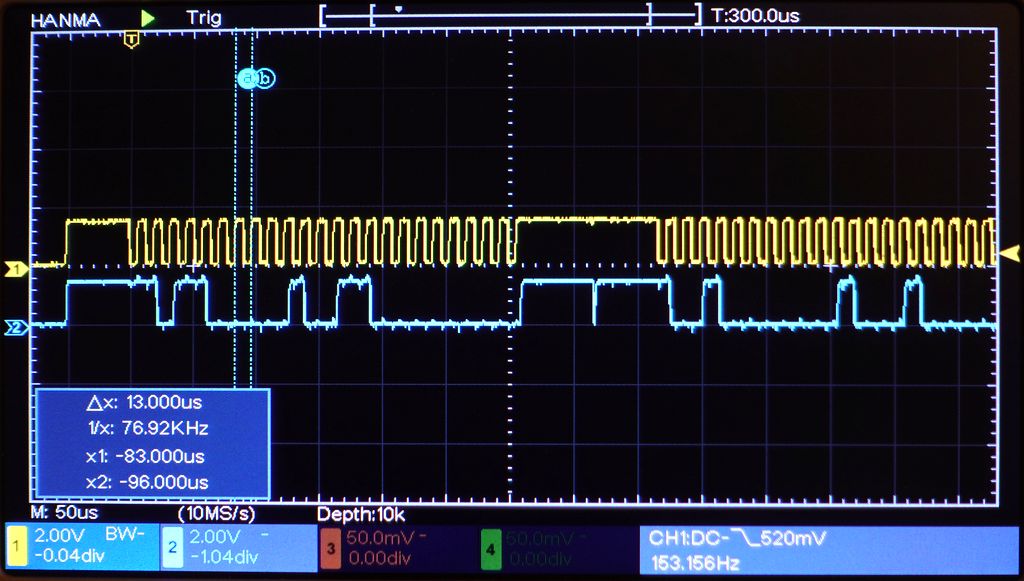 HANMA Trig T:300.0us
T
a b
1
2
△x: 13.000us
1/x: 76.92KHz
x1: -83.000us
x2: -96.000us
M: 50us (10MS/s) Depth:10k
1 2.00V BW- -0.04div
2 2.00V - -1.04div
3 50.0mV - 0.00div
4 50.0mV - 0.00div
CH1:DC- 520mV
153.156Hz